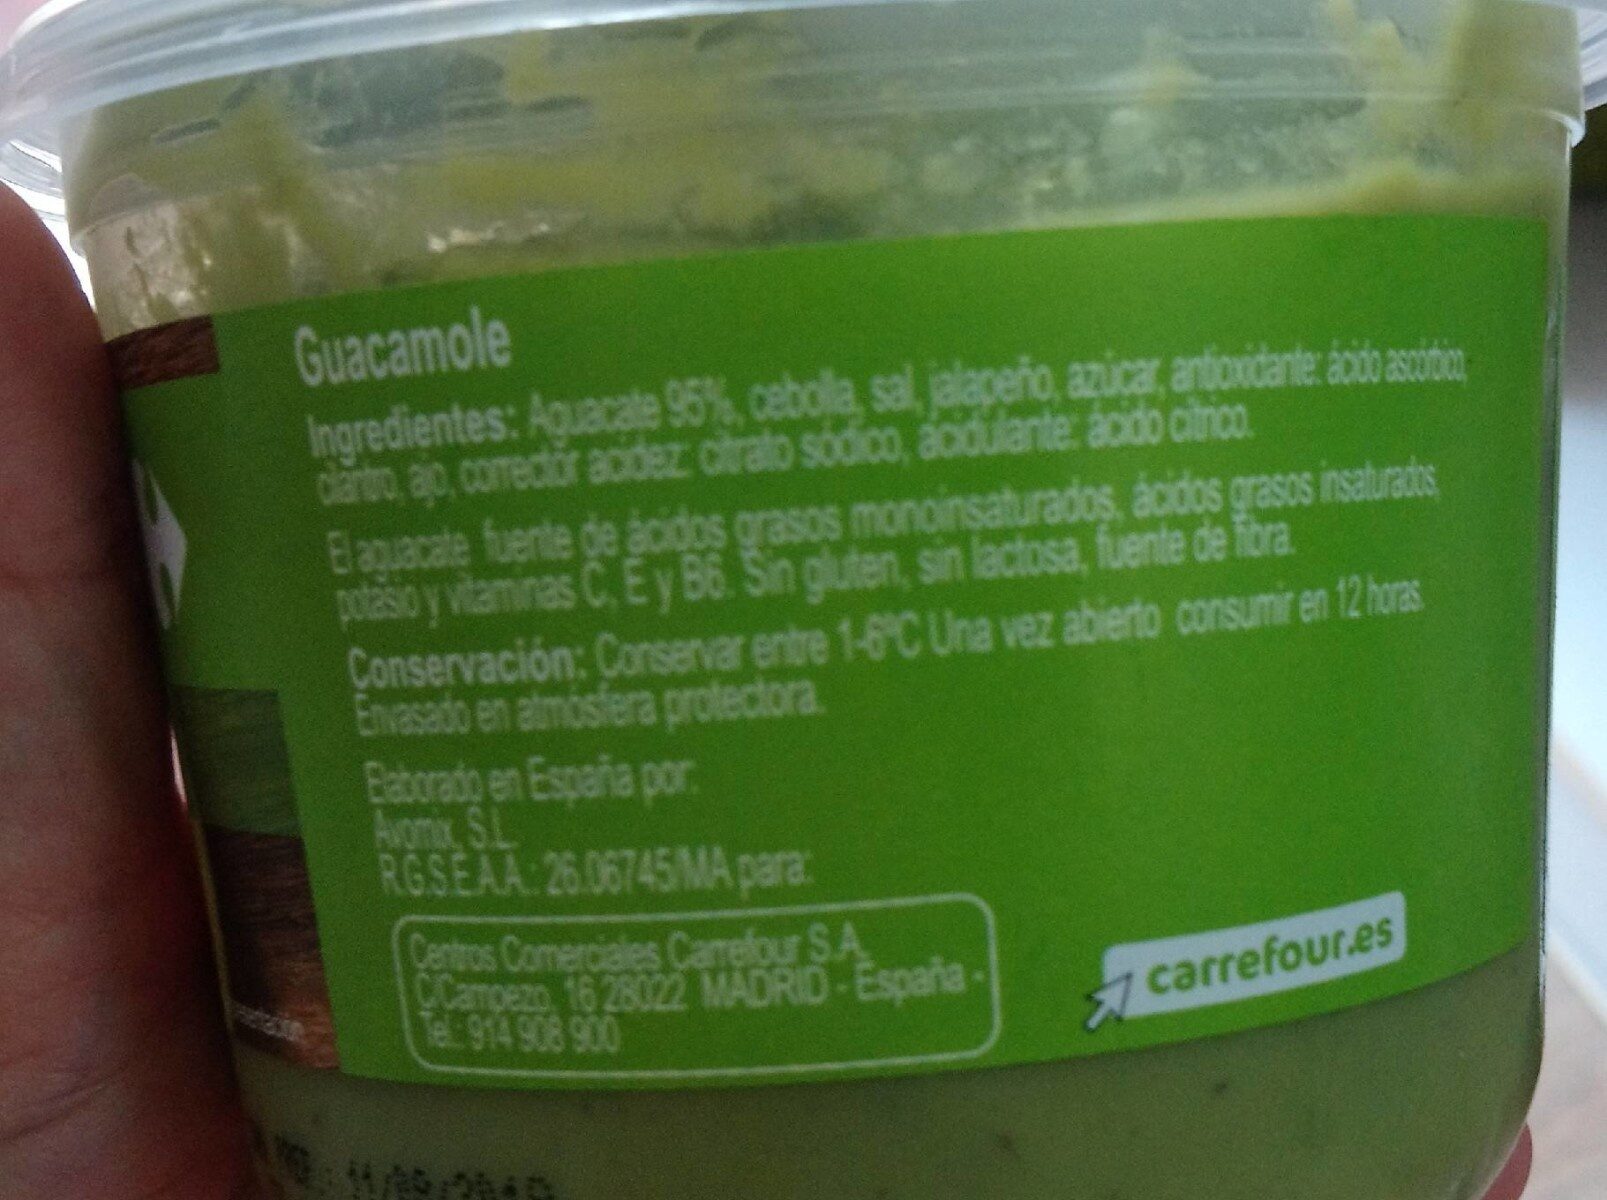 Guacamole
Ingredientes: Aguacate 95%, cebolla, sal, jalapeño, azúcar, antioxidante: ácido ascórbico,
cilantro, ajo, corrector acidez: citrato sódico, acidulante: ácido cítrico.
El aguacate fuente de ácidos grasos monoinsaturados, ácidos grasos insaturados,
potasio y vitaminas C, E y B6. Sin gluten, sin lactosa, fuente de fibra.
Conservación: Conservar entre 1-6ºC Una vez abierto consumir en 12 horas.
Envasado en atmósfera protectora.
Elaborado en España por:
Avomix, S.L.
R.G.S.E.A.A.: 26.06745/MA para:
Centros Comerciales Carrefour S.A.
C/Campezo, 16 28022 MADRID - España -
Tel.: 914 908 900
carrefour.es